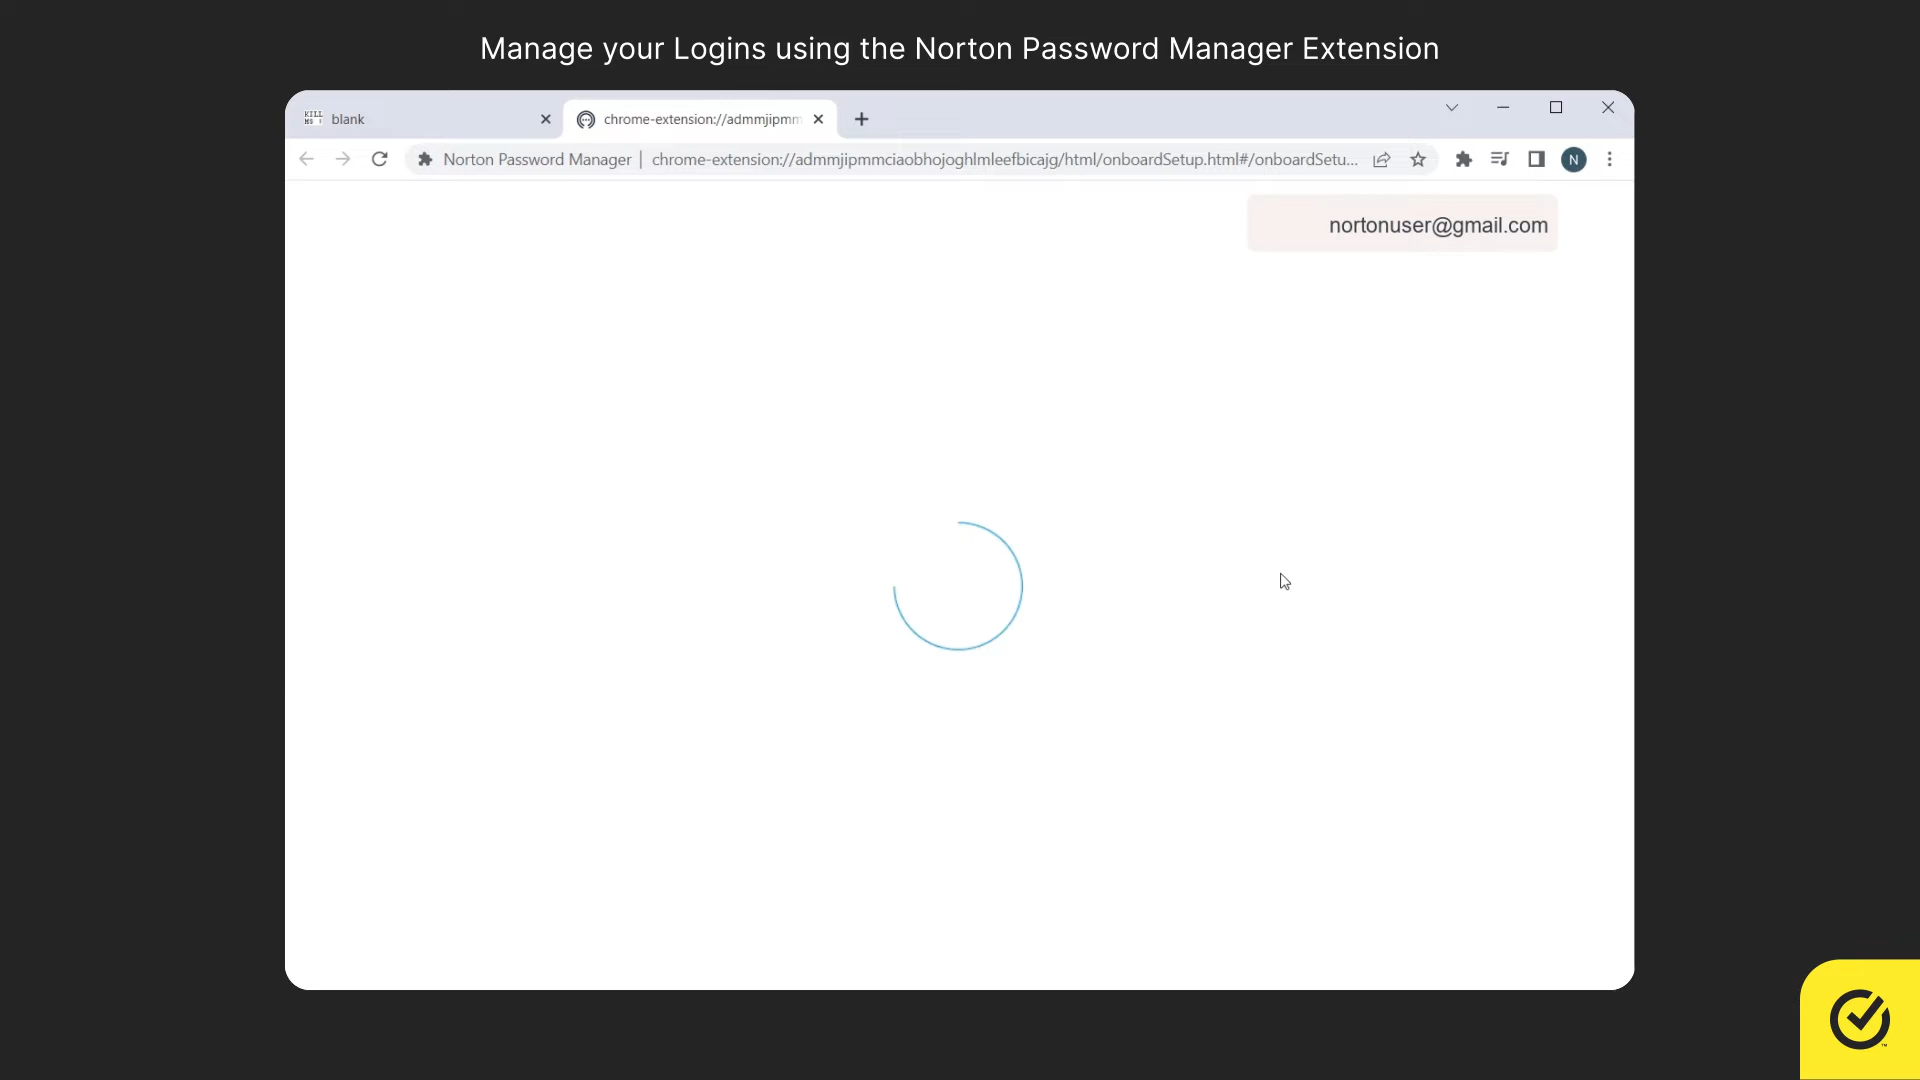 Manage your Logins using the Norton Password Manager Extension
blank
chrome-extension://admmjipmm
Norton Password Manager | chrome-extension://admmjipmmciaobhojoghlmleefbicajg/html/onboardSetup.html#/onboardSetu...
N
nortonuser@gmail.com